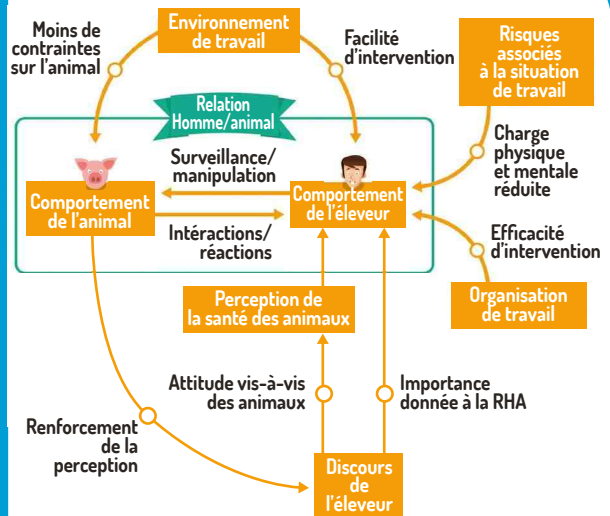 Moins de
contraintes
sur l'animal
Environnement
de travail
Facilité
d'intervention
Risques
associés
à la situation
de travail
Relation
Homme/animal
Charge
physique
et mentale
réduite
Surveillance/
manipulation
Comportement
de l'animal
Comportement
de l'éleveur
Intéractions/
réactions
Efficacité
d'intervention
Perception de
la santé des animaux
Organisation
de travail
Attitude vis-à-vis
des animaux
Importance
donnée à la RHA
Renforcement
de la
perception
Discours
de
l'éleveur